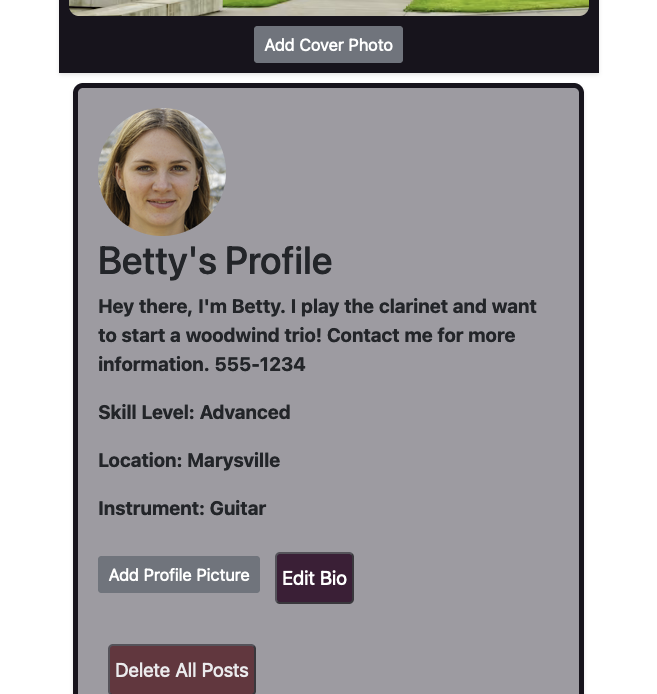 Add Cover Photo
Betty's Profile
Hey there, I'm Betty. I play the clarinet and want
to start a woodwind trio! Contact me for more
information. 555-1234
Skill Level: Advanced
Location: Marysville
Instrument: Guitar
Add Profile Picture
Edit Bio
Delete All Posts